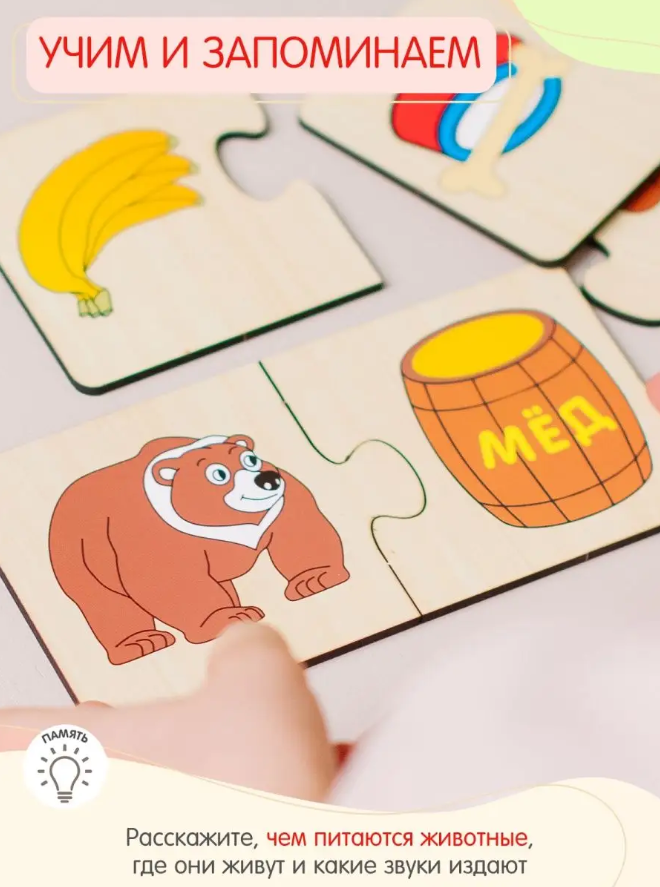 УЧИМ И ЗАПОМИНАЕМ
МЁД
ПАМЯТЬ
Расскажите, чем питаются животные,
где они живут и какие звуки издают